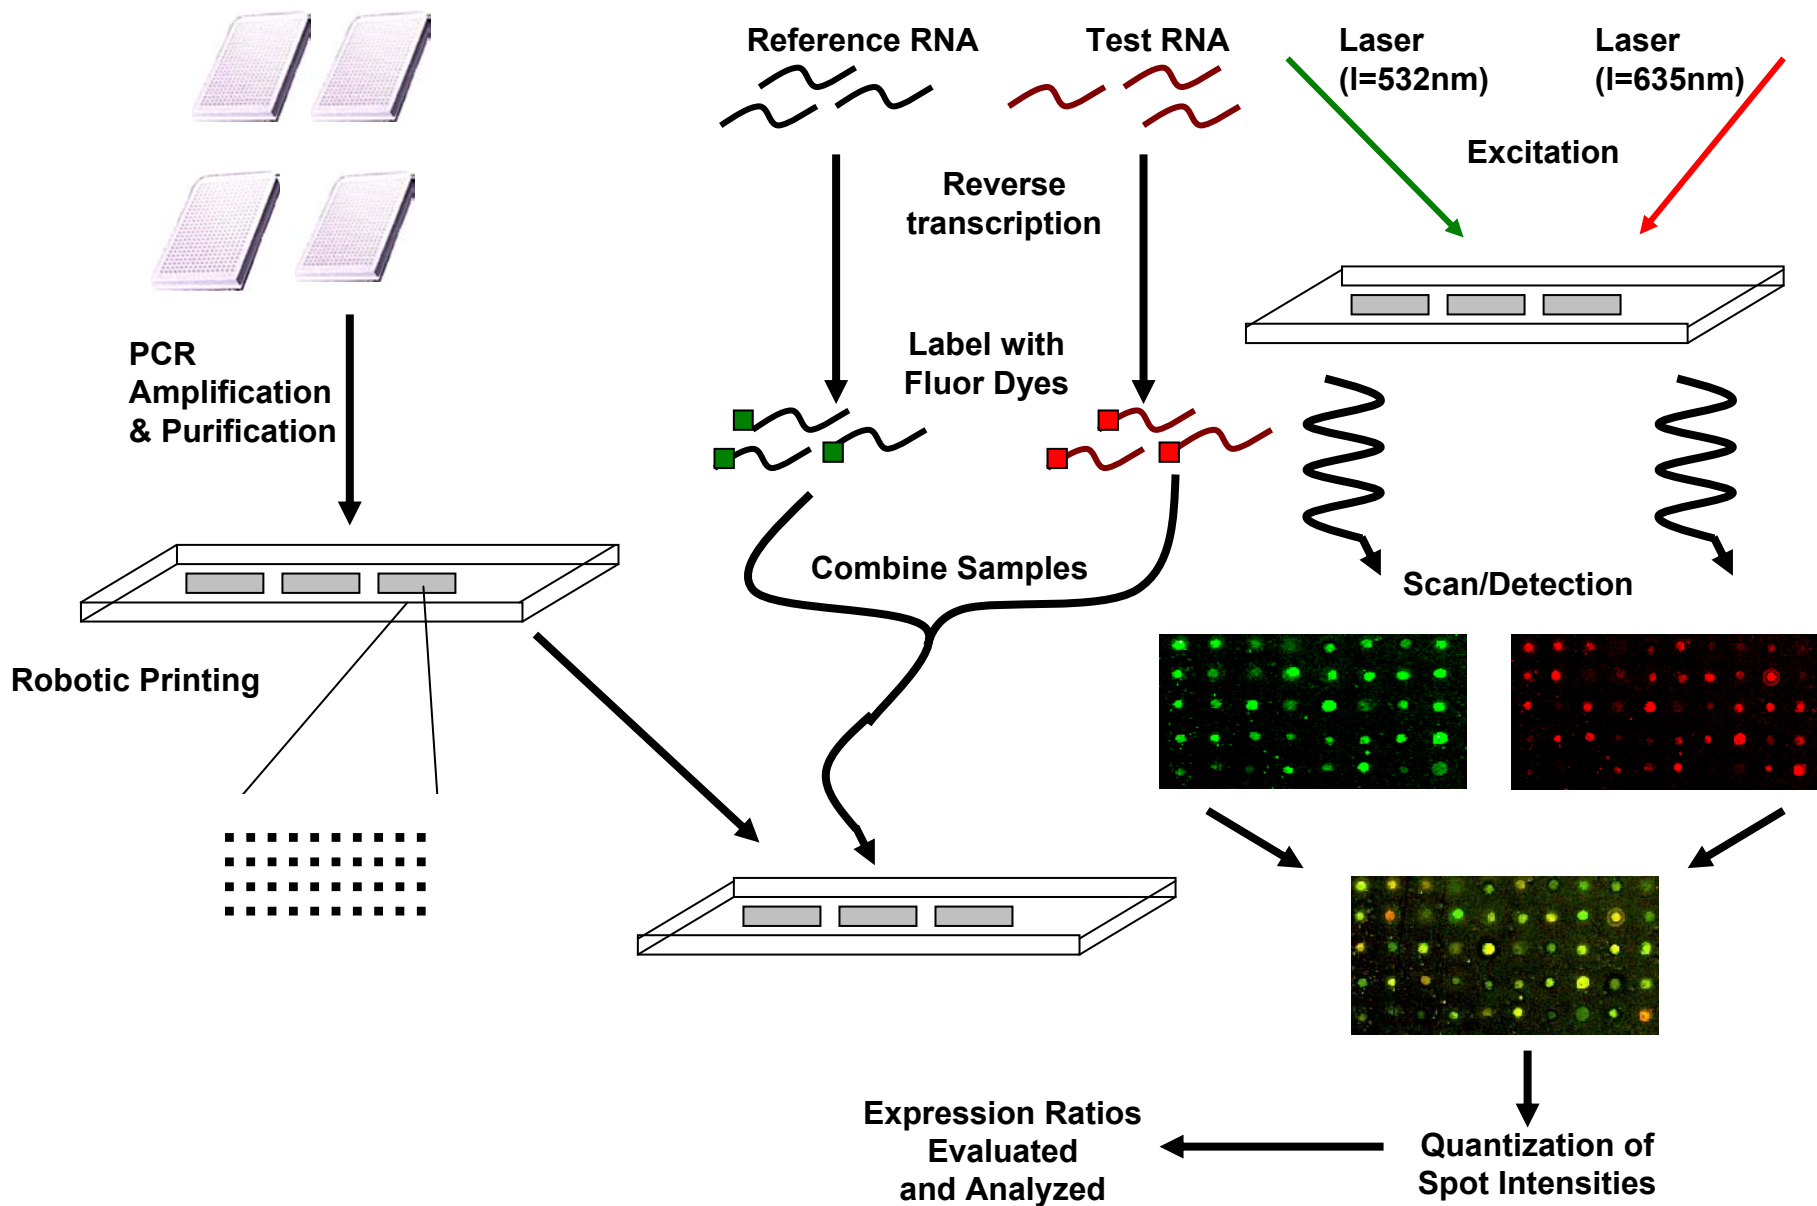 Reference RNA
Test RNA
Laser
(l=532nm)
Laser
(l=635nm)
Excitation
Reverse
transcription
Label with
Fluor Dyes
PCR
Amplification
& Purification
Combine Samples
Scan/Detection
Robotic Printing
Expression Ratios
Evaluated
and Analyzed
Quantization of
Spot Intensities